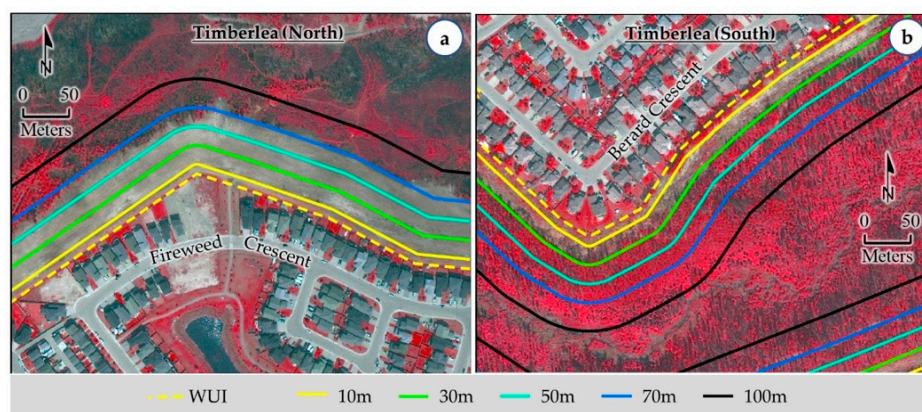 Timberlea (North)
a
N
0 50
Meters
Fireweed Crescent
Timberlea (South)
b
Berard Crescent
N
0 50
Meters
WUI 10m 30m 50m 70m 100m